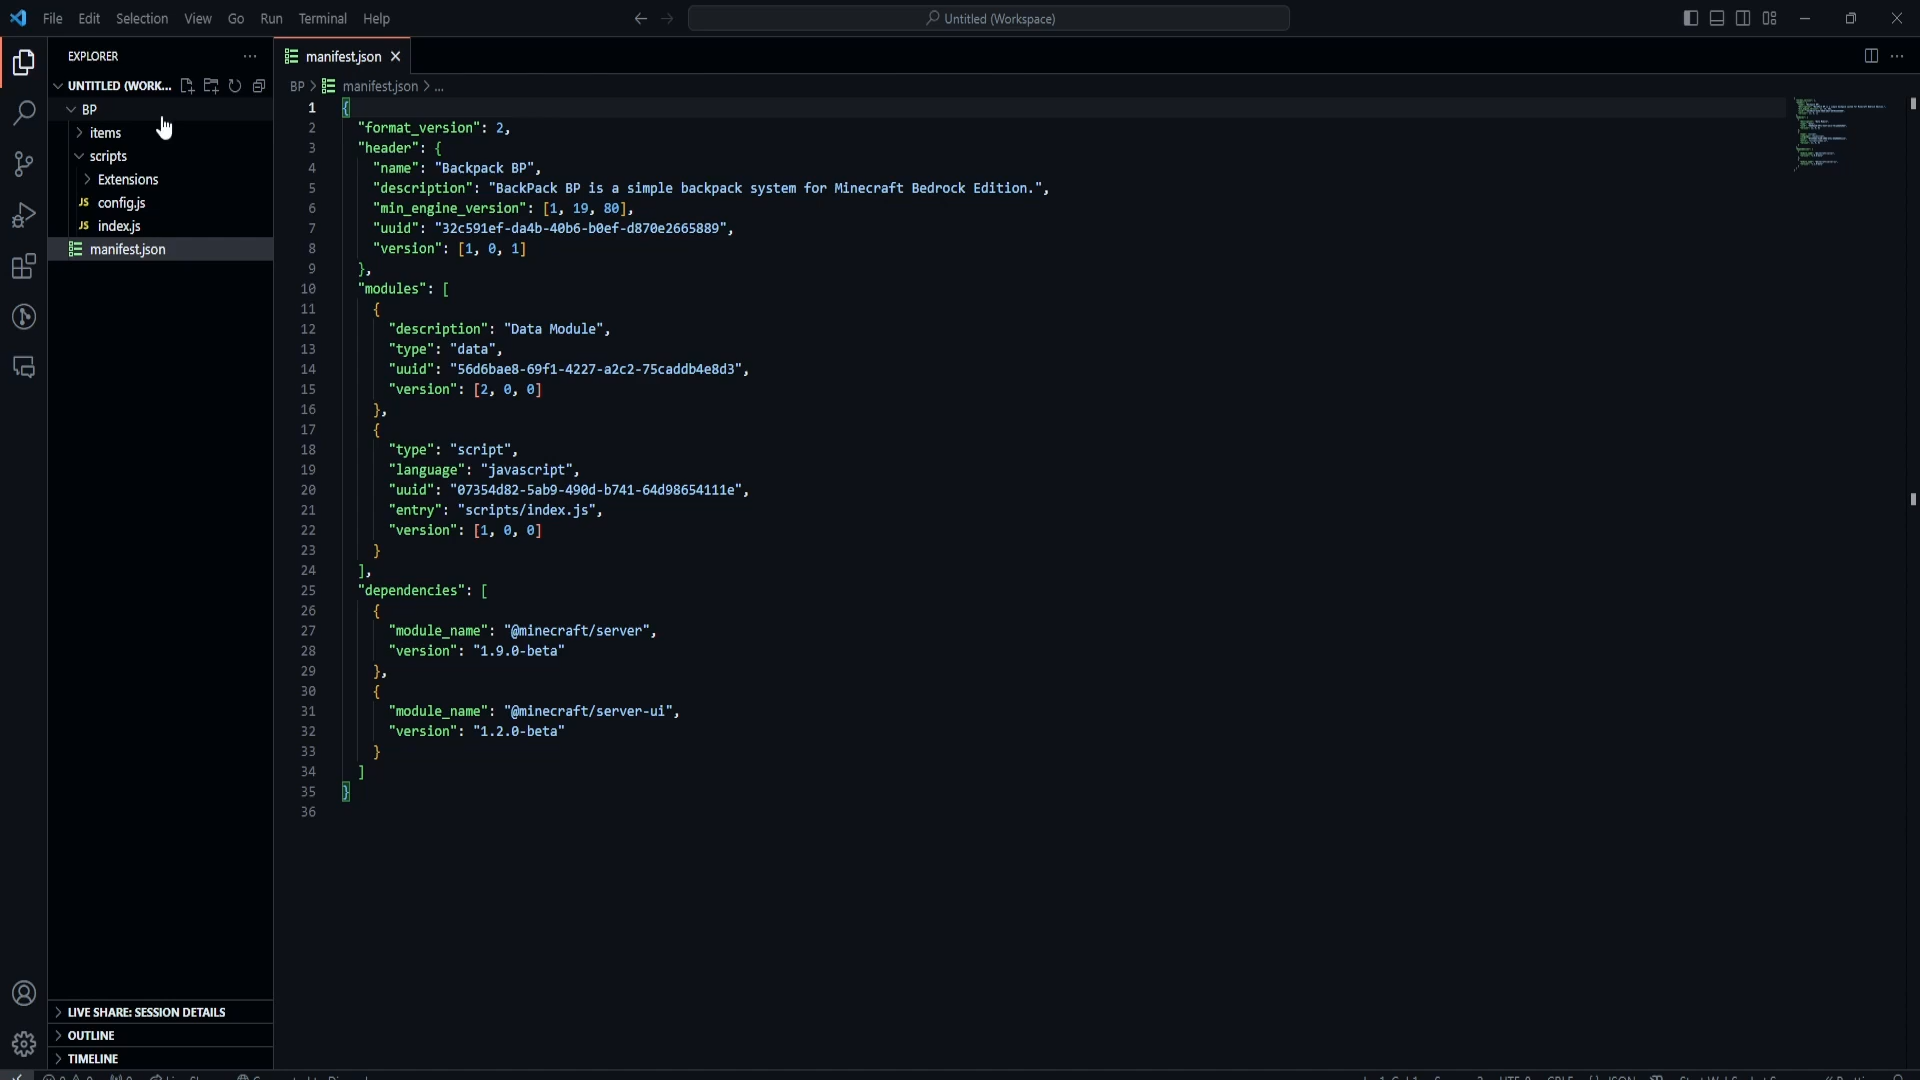 File Edit Selection View Go Run Terminal Help
Untitled (Workspace)
EXPLORER
UNTITLED (WORK...
BP
items
scripts
Extensions
JS config.js
JS index.js
manifest.json
LIVE SHARE: SESSION DETAILS
OUTLINE
TIMELINE
manifest.json
BP > manifest.json > ...
1 {
2 "format_version": 2,
3 "header": {
4 "name": "Backpack BP",
5 "description": "BackPack BP is a simple backpack system for Minecraft Bedrock Edition.",
6 "min_engine_version": [1, 19, 80],
7 "uuid": "32c591ef-da4b-40b6-b0ef-d870e2665889",
8 "version": [1, 0, 1]
9 },
10 "modules": [
11 {
12 "description": "Data Module",
13 "type": "data",
14 "uuid": "56d6bae8-69f1-4227-a2c2-75caddb4e8d3",
15 "version": [2, 0, 0]
16 },
17 {
18 "type": "script",
19 "language": "javascript",
20 "uuid": "07354d82-5ab9-490d-b741-64d98654111e",
21 "entry": "scripts/index.js",
22 "version": [1, 0, 0]
23 }
24 ],
25 "dependencies": [
26 {
27 "module_name": "@minecraft/server",
28 "version": "1.9.0-beta"
29 },
30 {
31 "module_name": "@minecraft/server-ui",
32 "version": "1.2.0-beta"
33 }
34 ]
35 }
36